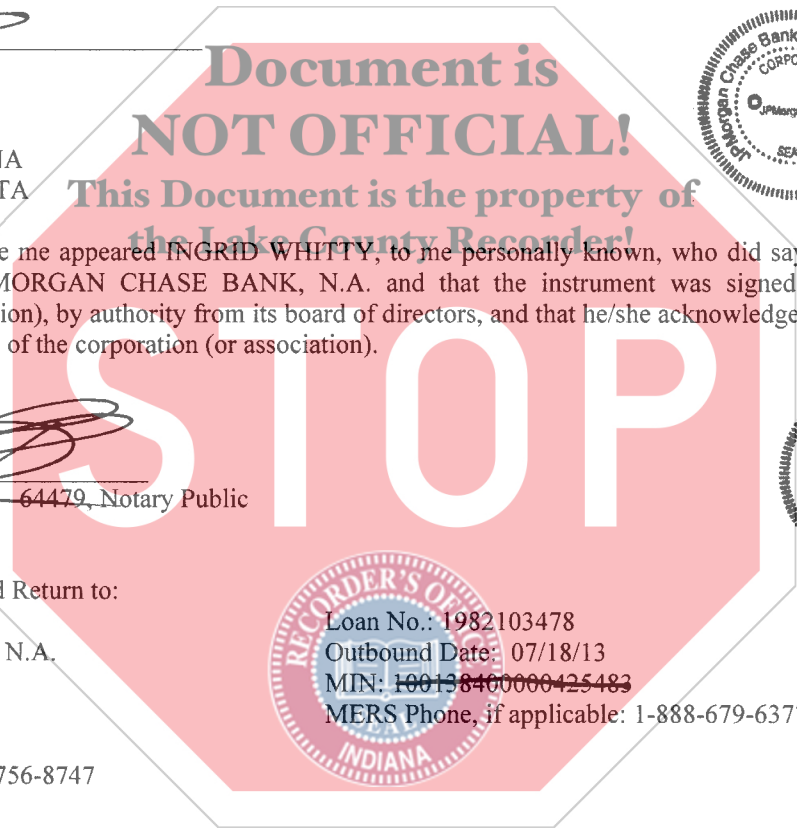 Document is
NOT OFFICIAL!
This Document is the property of
the Lake County Recorder!
JPMorgan Chase Bank
CORPO
JPMorg
SEA
NA
TA
e me appeared INGRID WHITTY, to me personally known, who did say
MORGAN CHASE BANK, N.A. and that the instrument was signed
ion), by authority from its board of directors, and that he/she acknowledge
of the corporation (or association).
STOP
64479, Notary Public
d Return to:
N.A.
756-8747
Loan No.: 1982103478
Outbound Date: 07/18/13
MIN: 100138400000425483
MERS Phone, if applicable: 1-888-679-6377
RECORDER'S OFFICE
SEAL
INDIANA